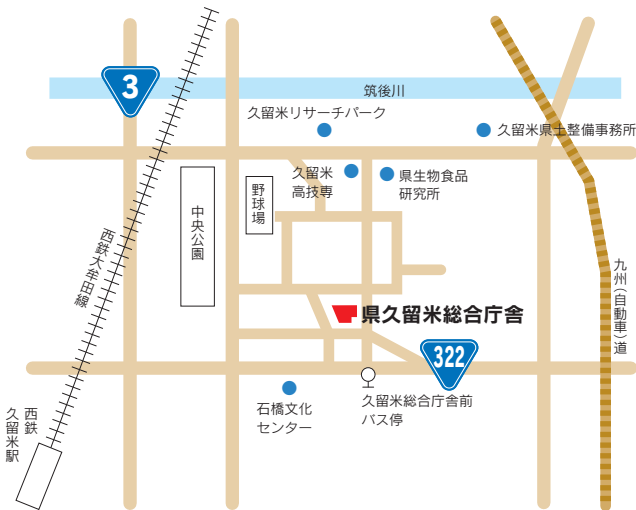 3
筑後川
久留米リサーチパーク
久留米県土整備事務所
久留米
高技専
県生物食品
研究所
野球場
中央公園
西鉄大牟田線
九州(自動車)道
県久留米総合庁舎
322
石橋文化
センター
久留米総合庁舎前
バス停
西鉄
久留米駅